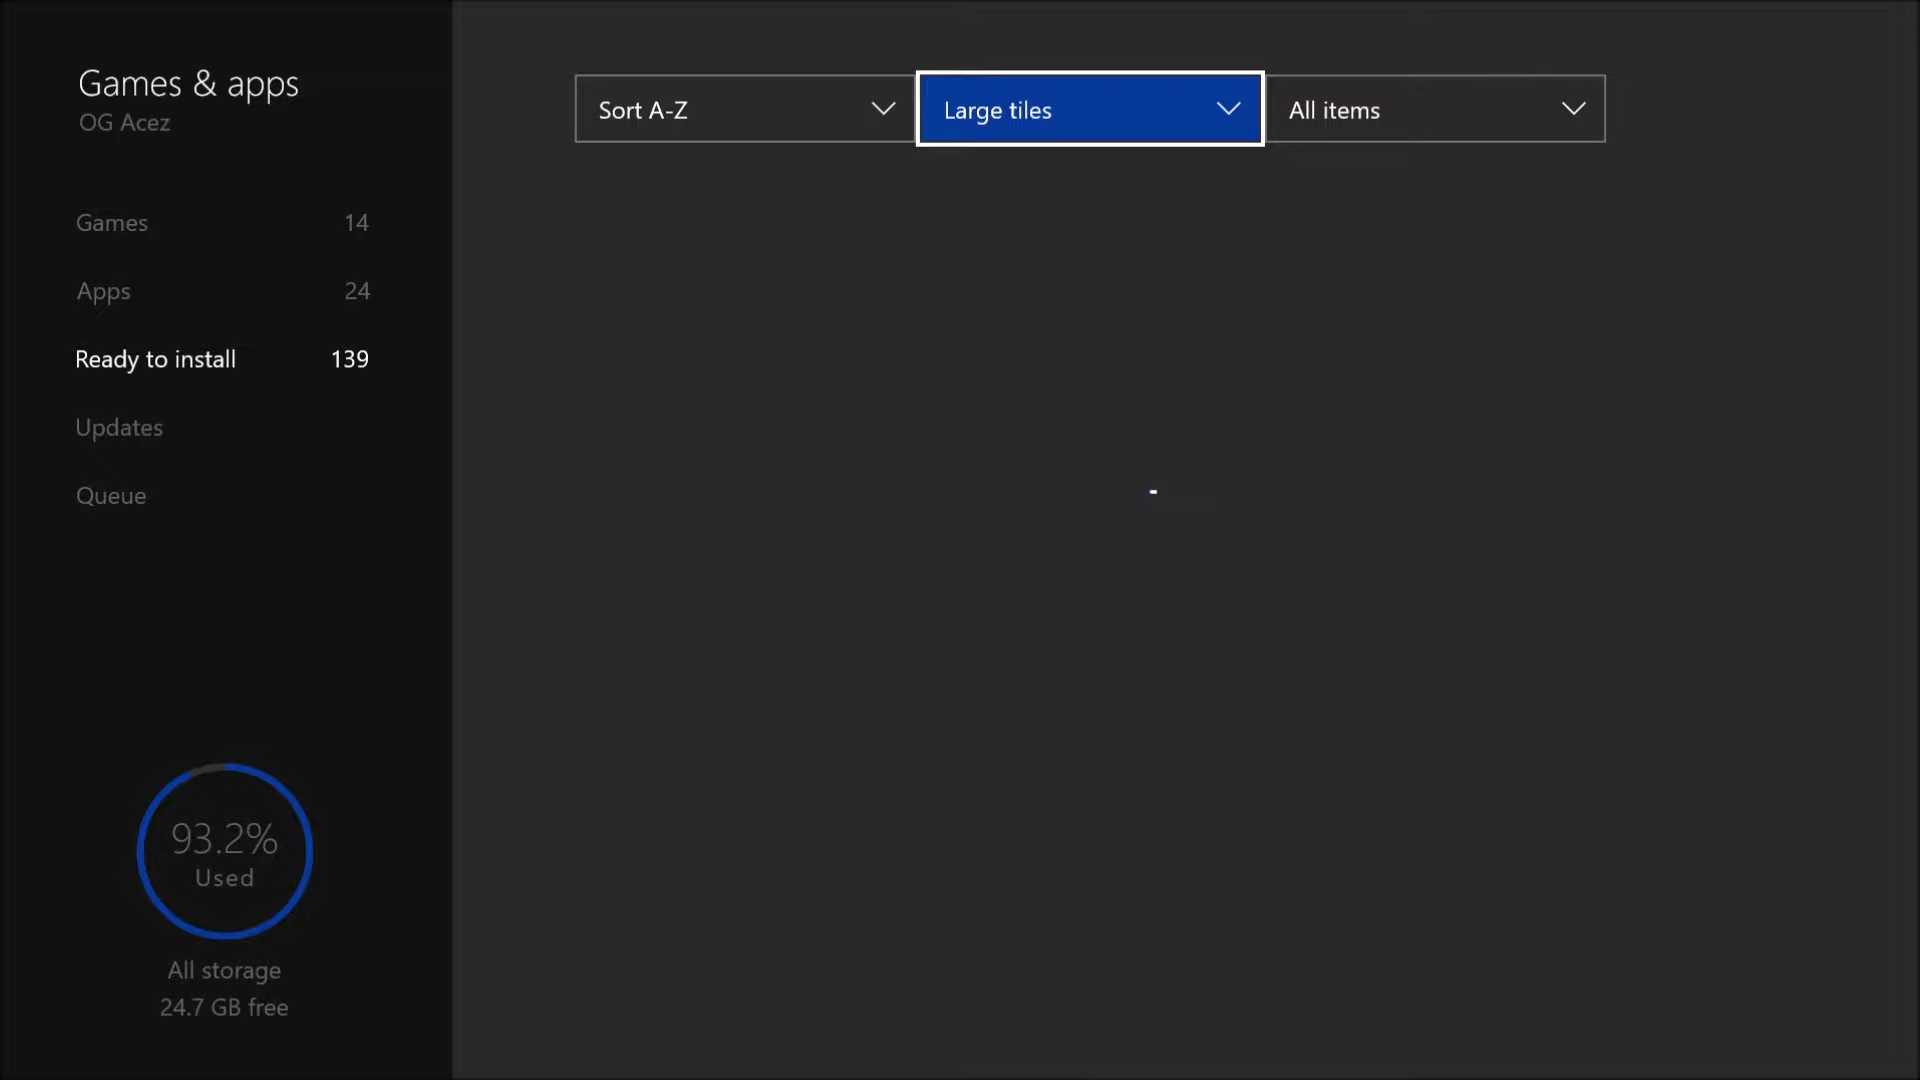 Games & apps
OG Acez
Games 14
Apps 24
Ready to install 139
Updates
Queue
93.2%
Used
All storage
24.7 GB free
Sort A-Z
Large tiles
All items